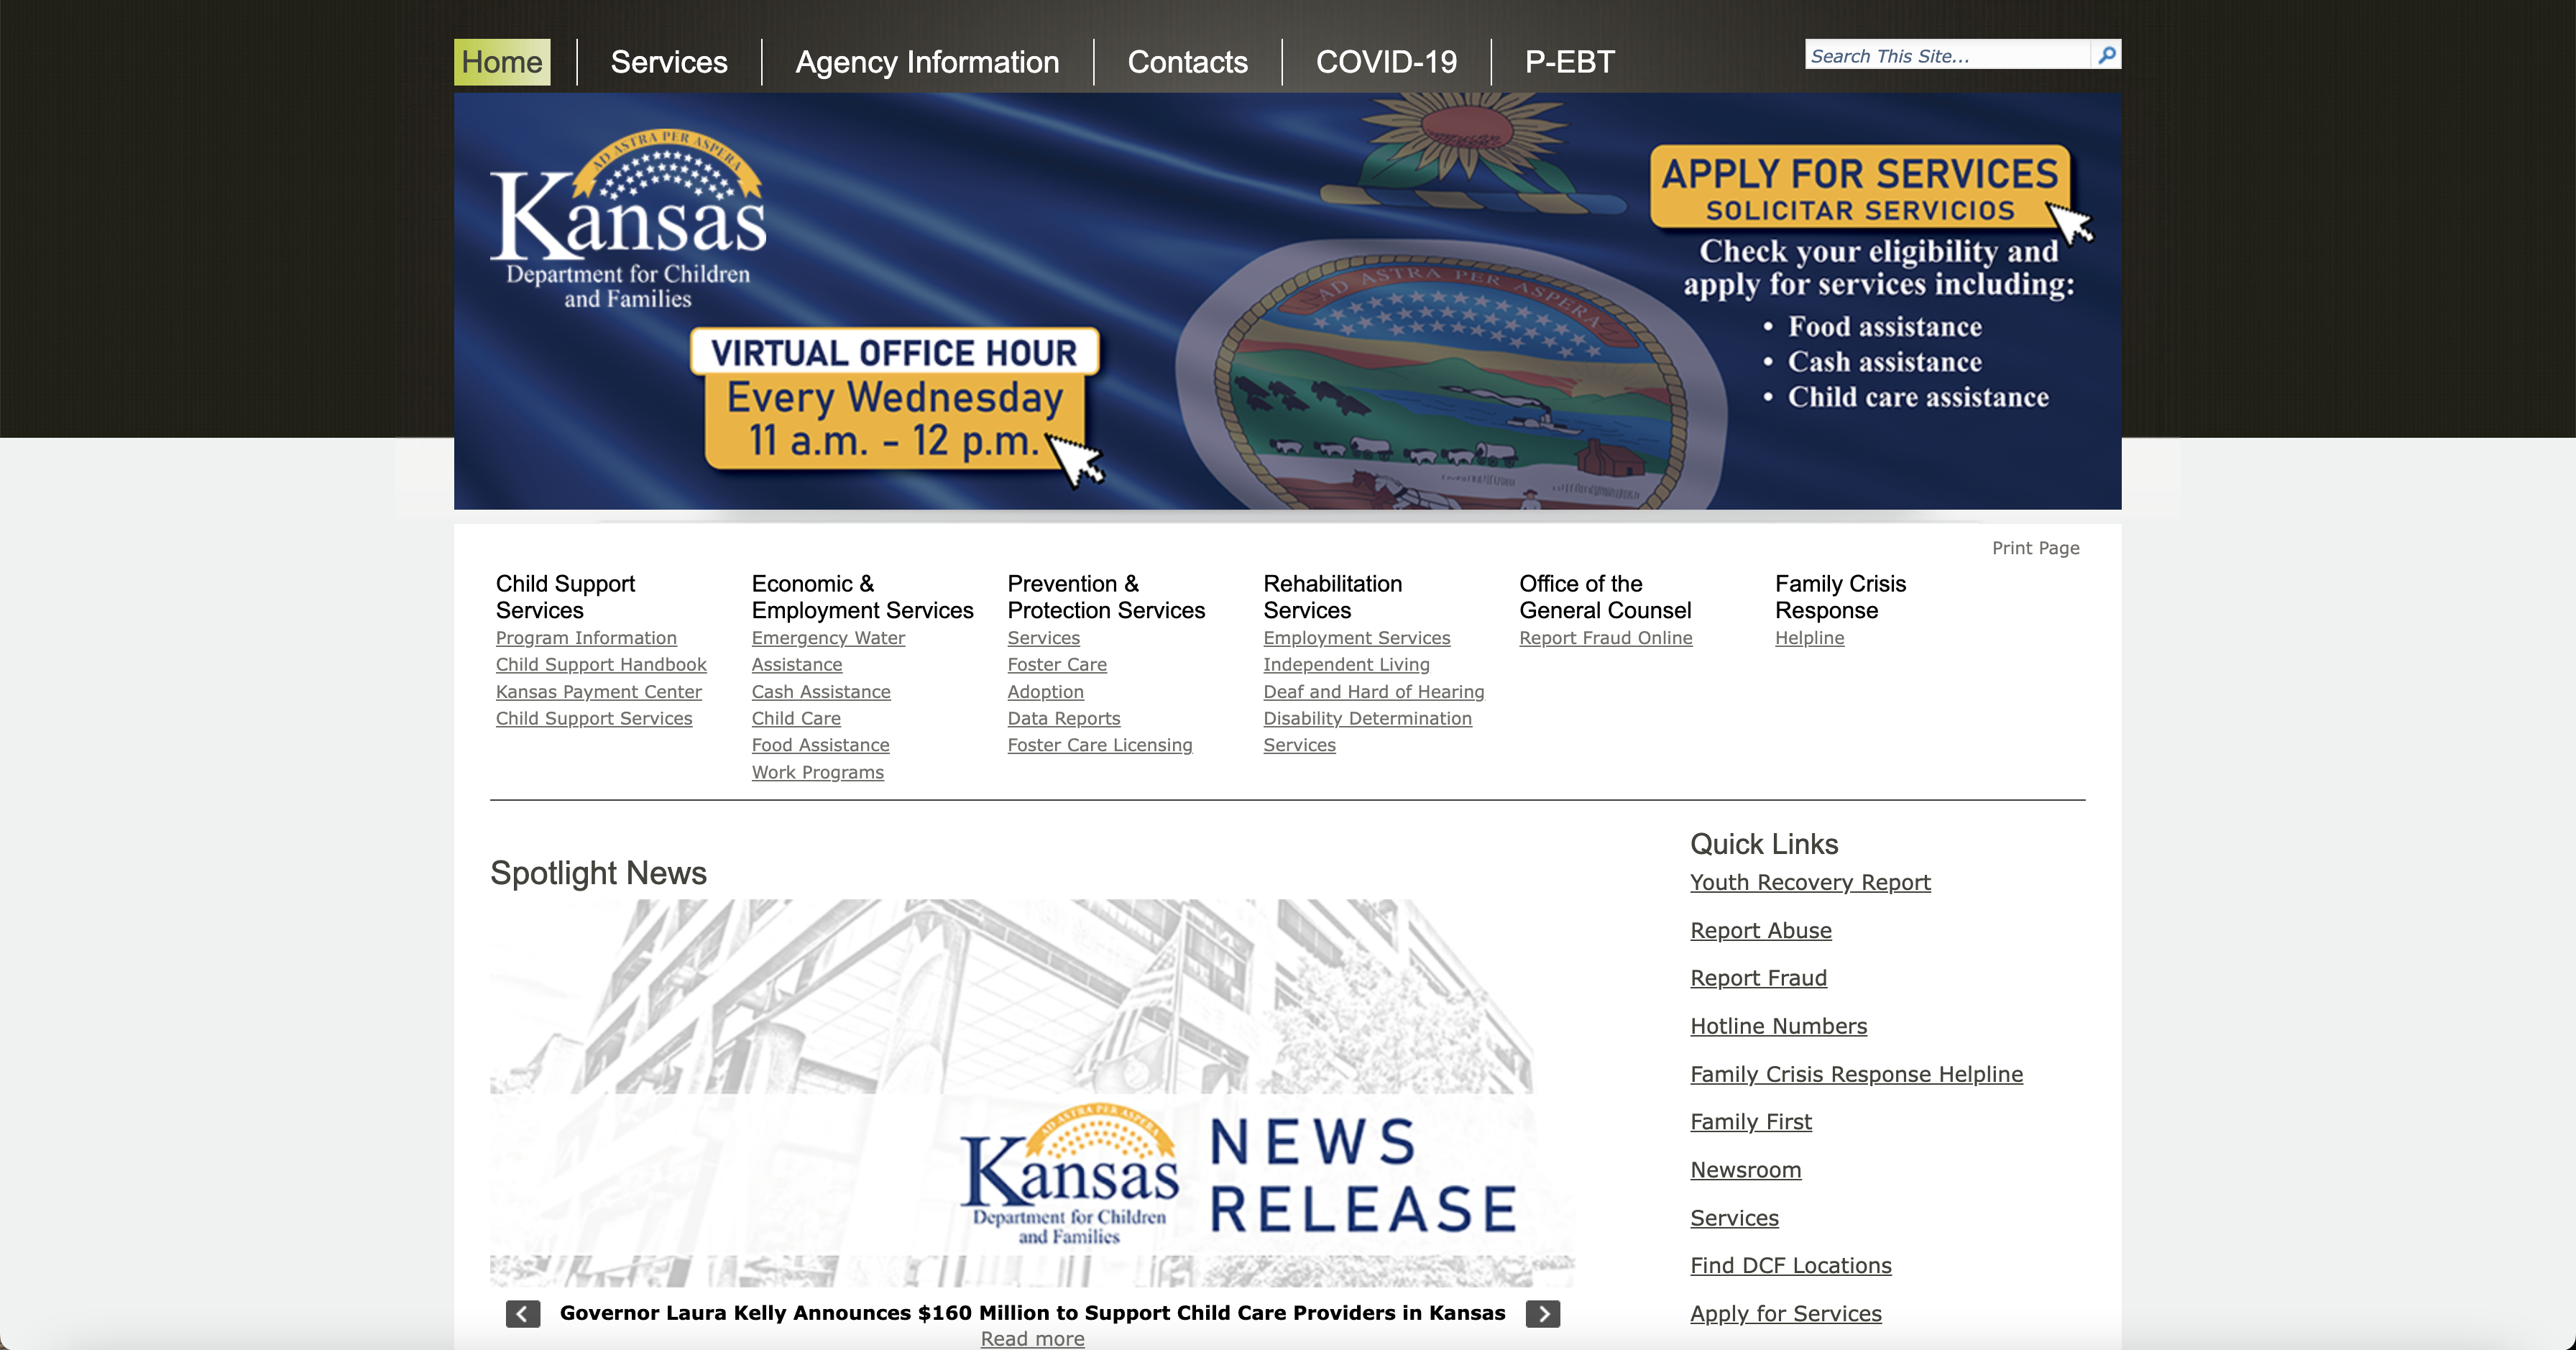 Home
Services
Agency Information
Contacts
COVID-19
P-EBT
Search This Site...
AD ASTRA PER ASPERA
Kansas
Department for Children
and Families
VIRTUAL OFFICE HOUR
Every Wednesday
11 a.m. - 12 p.m.
AD ASTRA PER ASPERA
APPLY FOR SERVICES
SOLICITAR SERVICIOS
Check your eligibility and
apply for services including:
• Food assistance
• Cash assistance
• Child care assistance
Print Page
Child Support
Services
Program Information
Child Support Handbook
Kansas Payment Center
Child Support Services
Economic &
Employment Services
Emergency Water
Assistance
Cash Assistance
Child Care
Food Assistance
Work Programs
Prevention &
Protection Services
Services
Foster Care
Adoption
Data Reports
Foster Care Licensing
Rehabilitation
Services
Employment Services
Independent Living
Deaf and Hard of Hearing
Disability Determination
Services
Office of the
General Counsel
Report Fraud Online
Family Crisis
Response
Helpline
Spotlight News
AD ASTRA PER ASPERA
Kansas
Department for Children
and Families
NEWS
RELEASE
Governor Laura Kelly Announces $160 Million to Support Child Care Providers in Kansas
Read more
Quick Links
Youth Recovery Report
Report Abuse
Report Fraud
Hotline Numbers
Family Crisis Response Helpline
Family First
Newsroom
Services
Find DCF Locations
Apply for Services